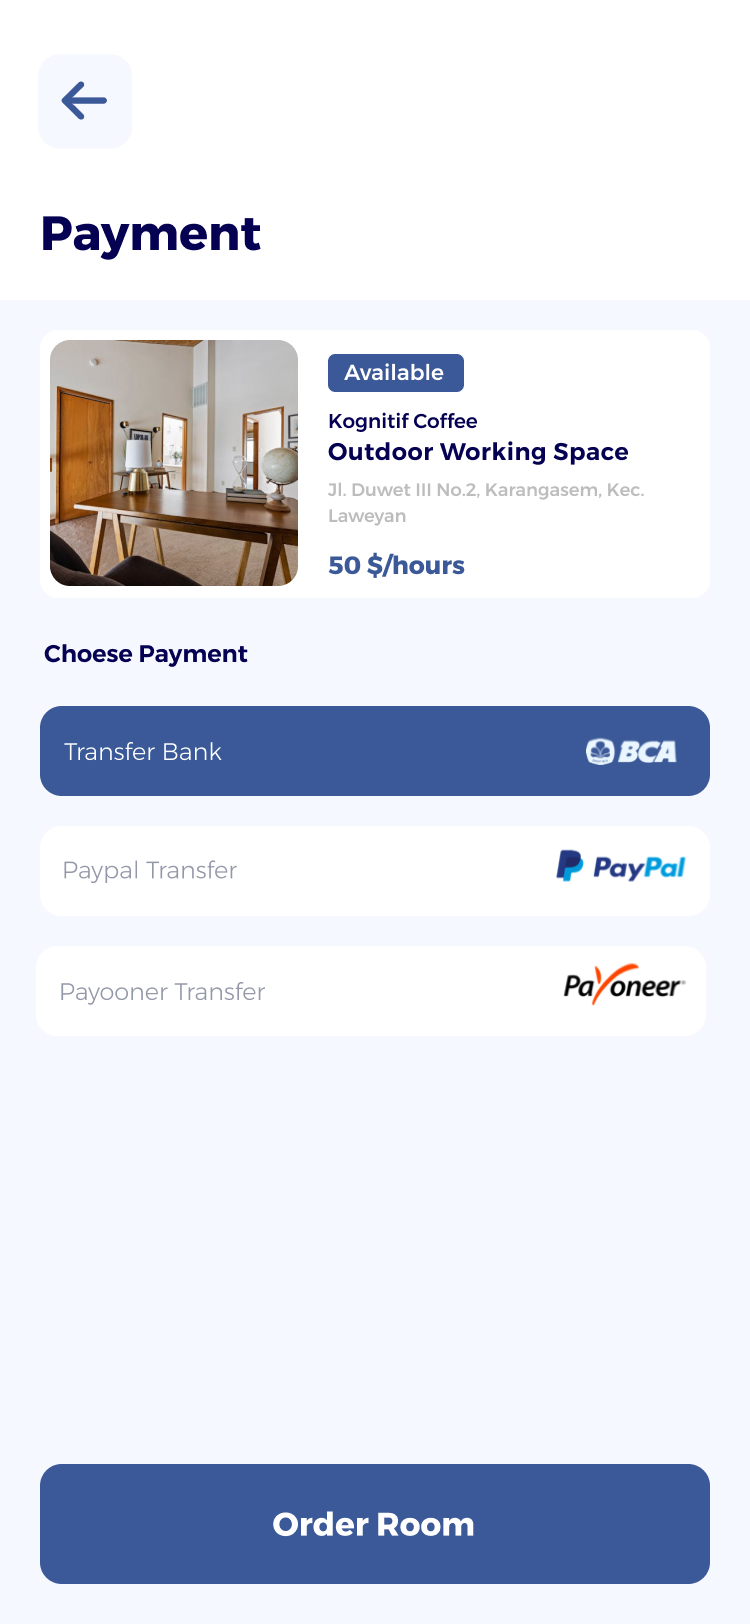 Payment
Available
Kognitif Coffee
Outdoor Working Space
Jl. Duwet III No.2, Karangasem, Kec.
Laweyan
50 $/hours
Choese Payment
Transfer Bank
BCA
Paypal Transfer
PayPal
Payooner Transfer
Payoneer
Order Room